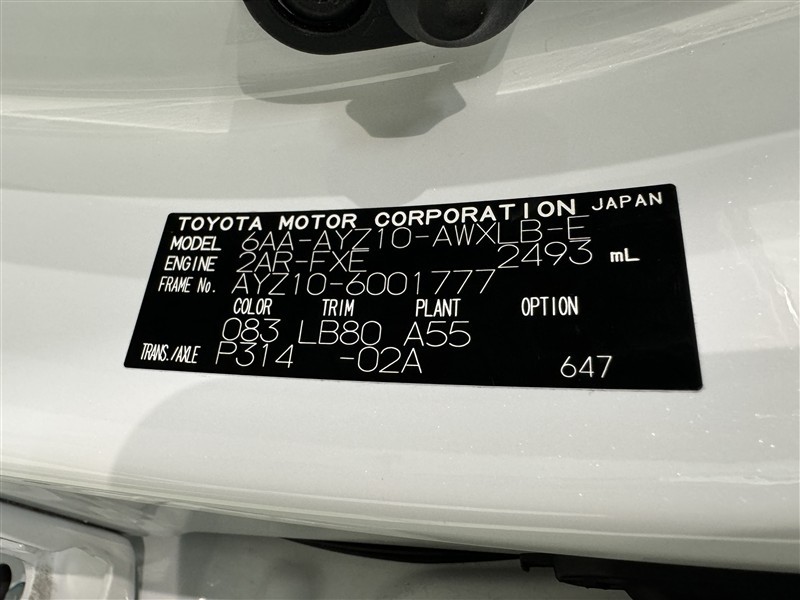 TOYOTA MOTOR CORPORATION JAPAN
MODEL 6AA-AYZ10-AWXLB-E
ENGINE 2AR-FXE 2493 mL
FRAME No. AYZ10-6001777
COLOR TRIM PLANT OPTION
083 LB80 A55
TRANS./AXLE P314 -02A 647